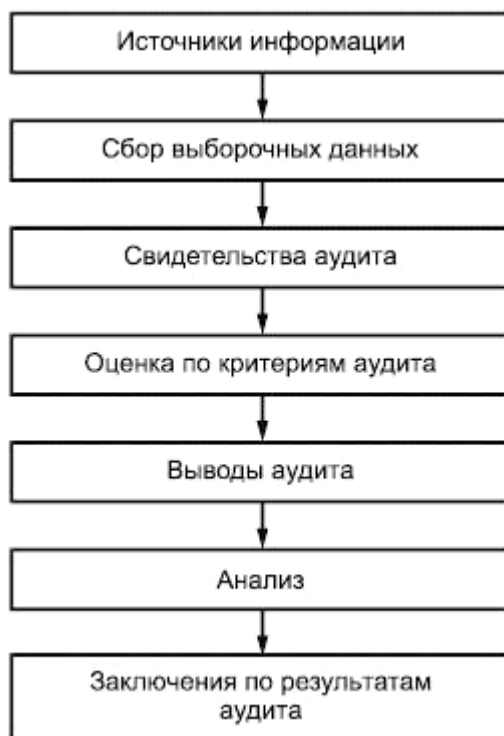 Источники информации
Сбор выборочных данных
Свидетельства аудита
Оценка по критериям аудита
Выводы аудита
Анализ
Заключения по результатам
аудита